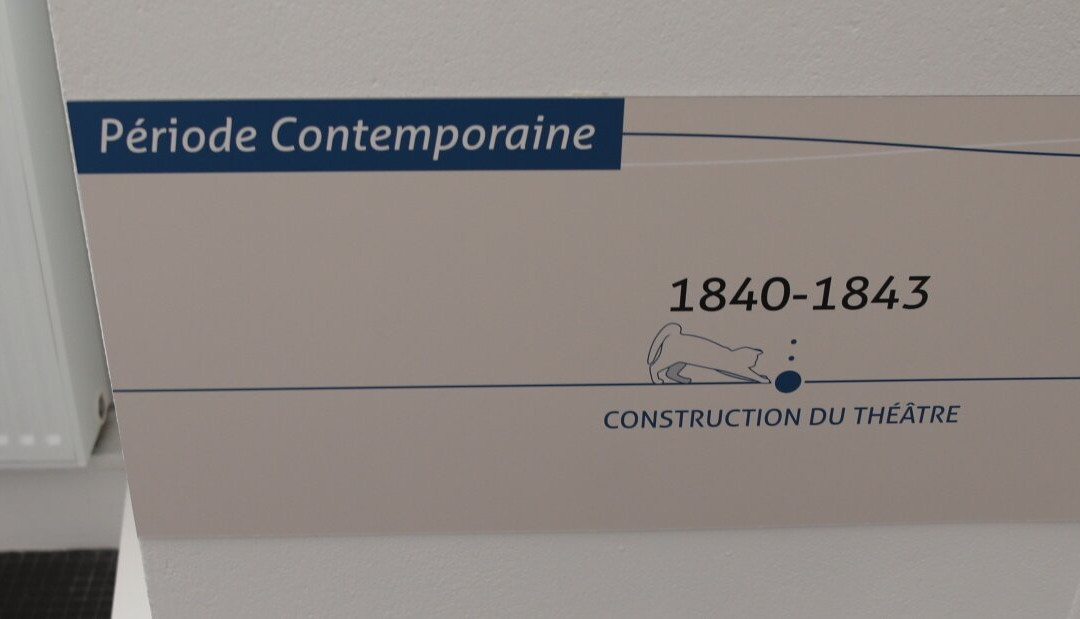 Période Contemporaine
1840-1843
CONSTRUCTION DU THÉÂTRE